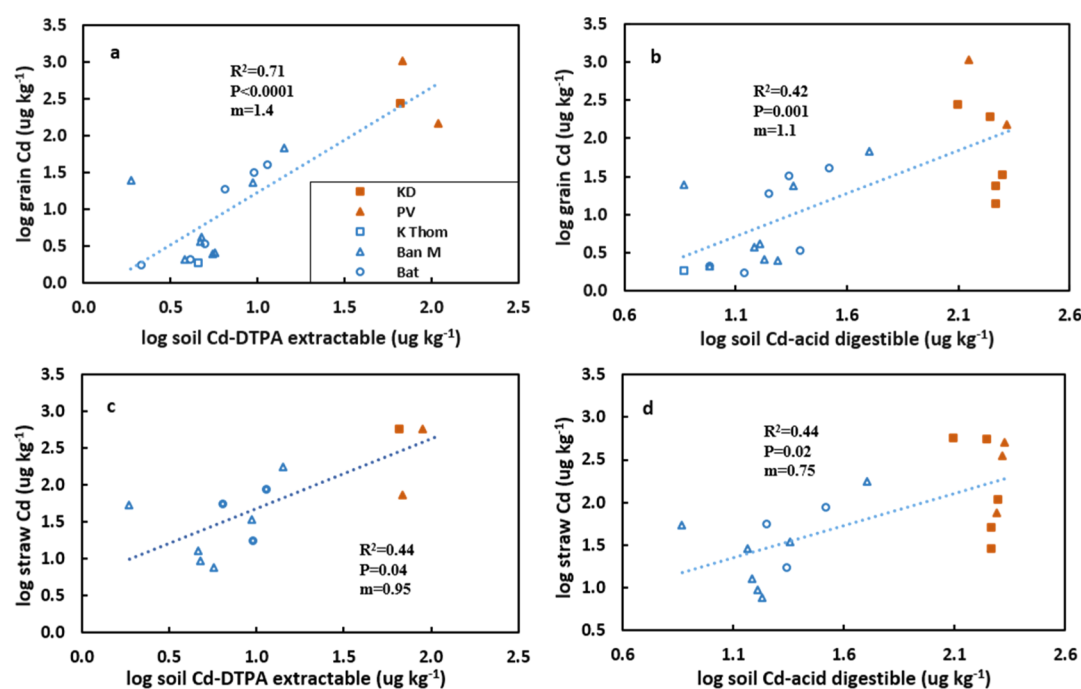 a
R²=0.71
P<0.0001
m=1.4
log grain Cd (ug kg⁻¹)
3.5
3.0
2.5
2.0
1.5
1.0
0.5
0.0
KD
PV
K Thom
Ban M
Bat
0.0 0.5 1.0 1.5 2.0 2.5
log soil Cd-DTPA extractable (ug kg⁻¹)
b
R²=0.42
P=0.001
m=1.1
log grain Cd (ug kg⁻¹)
3.5
3.0
2.5
2.0
1.5
1.0
0.5
0.0
0.6 1.1 1.6 2.1 2.6
log soil Cd-acid digestible (ug kg⁻¹)
c
R²=0.44
P=0.04
m=0.95
log straw Cd (ug kg⁻¹)
3.5
3.0
2.5
2.0
1.5
1.0
0.5
0.0
0.0 0.5 1.0 1.5 2.0 2.5
log soil Cd-DTPA extractable (ug kg⁻¹)
d
R²=0.44
P=0.02
m=0.75
log straw Cd (ug kg⁻¹)
3.5
3.0
2.5
2.0
1.5
1.0
0.5
0.6 1.1 1.6 2.1 2.6
log soil Cd-acid digestible (ug kg⁻¹)